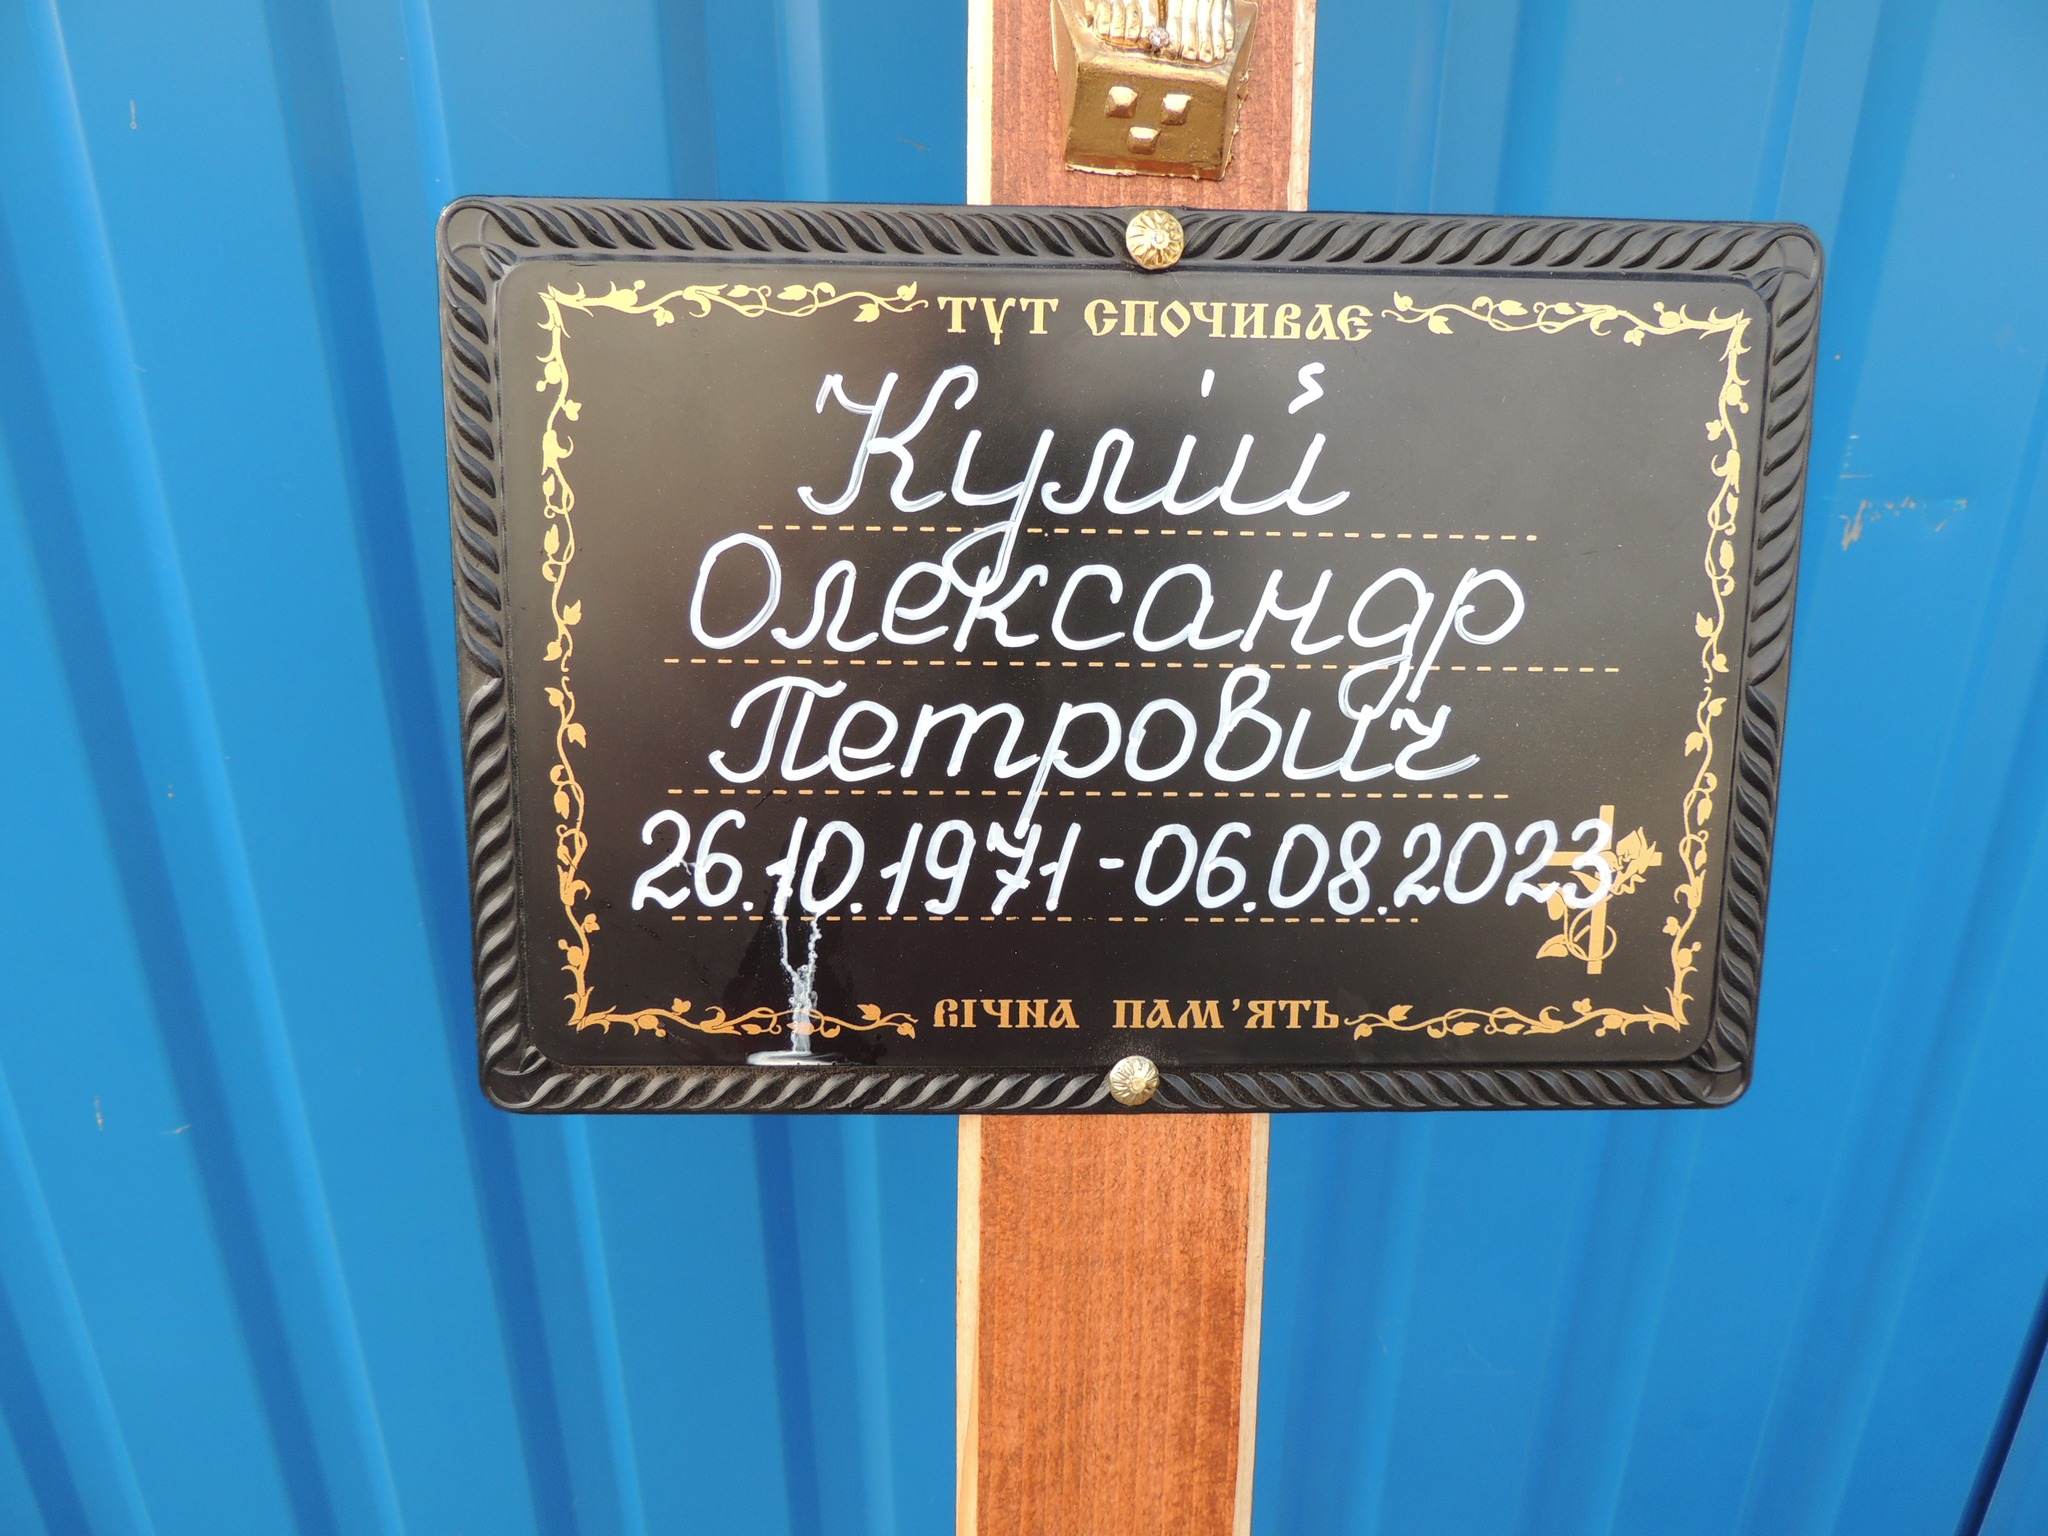 ТУТ СПОЧИВАЄ
Кулій
Олександр
Петрович
26.10.1971-06.08.2023
ВІЧНА ПАМ'ЯТЬ